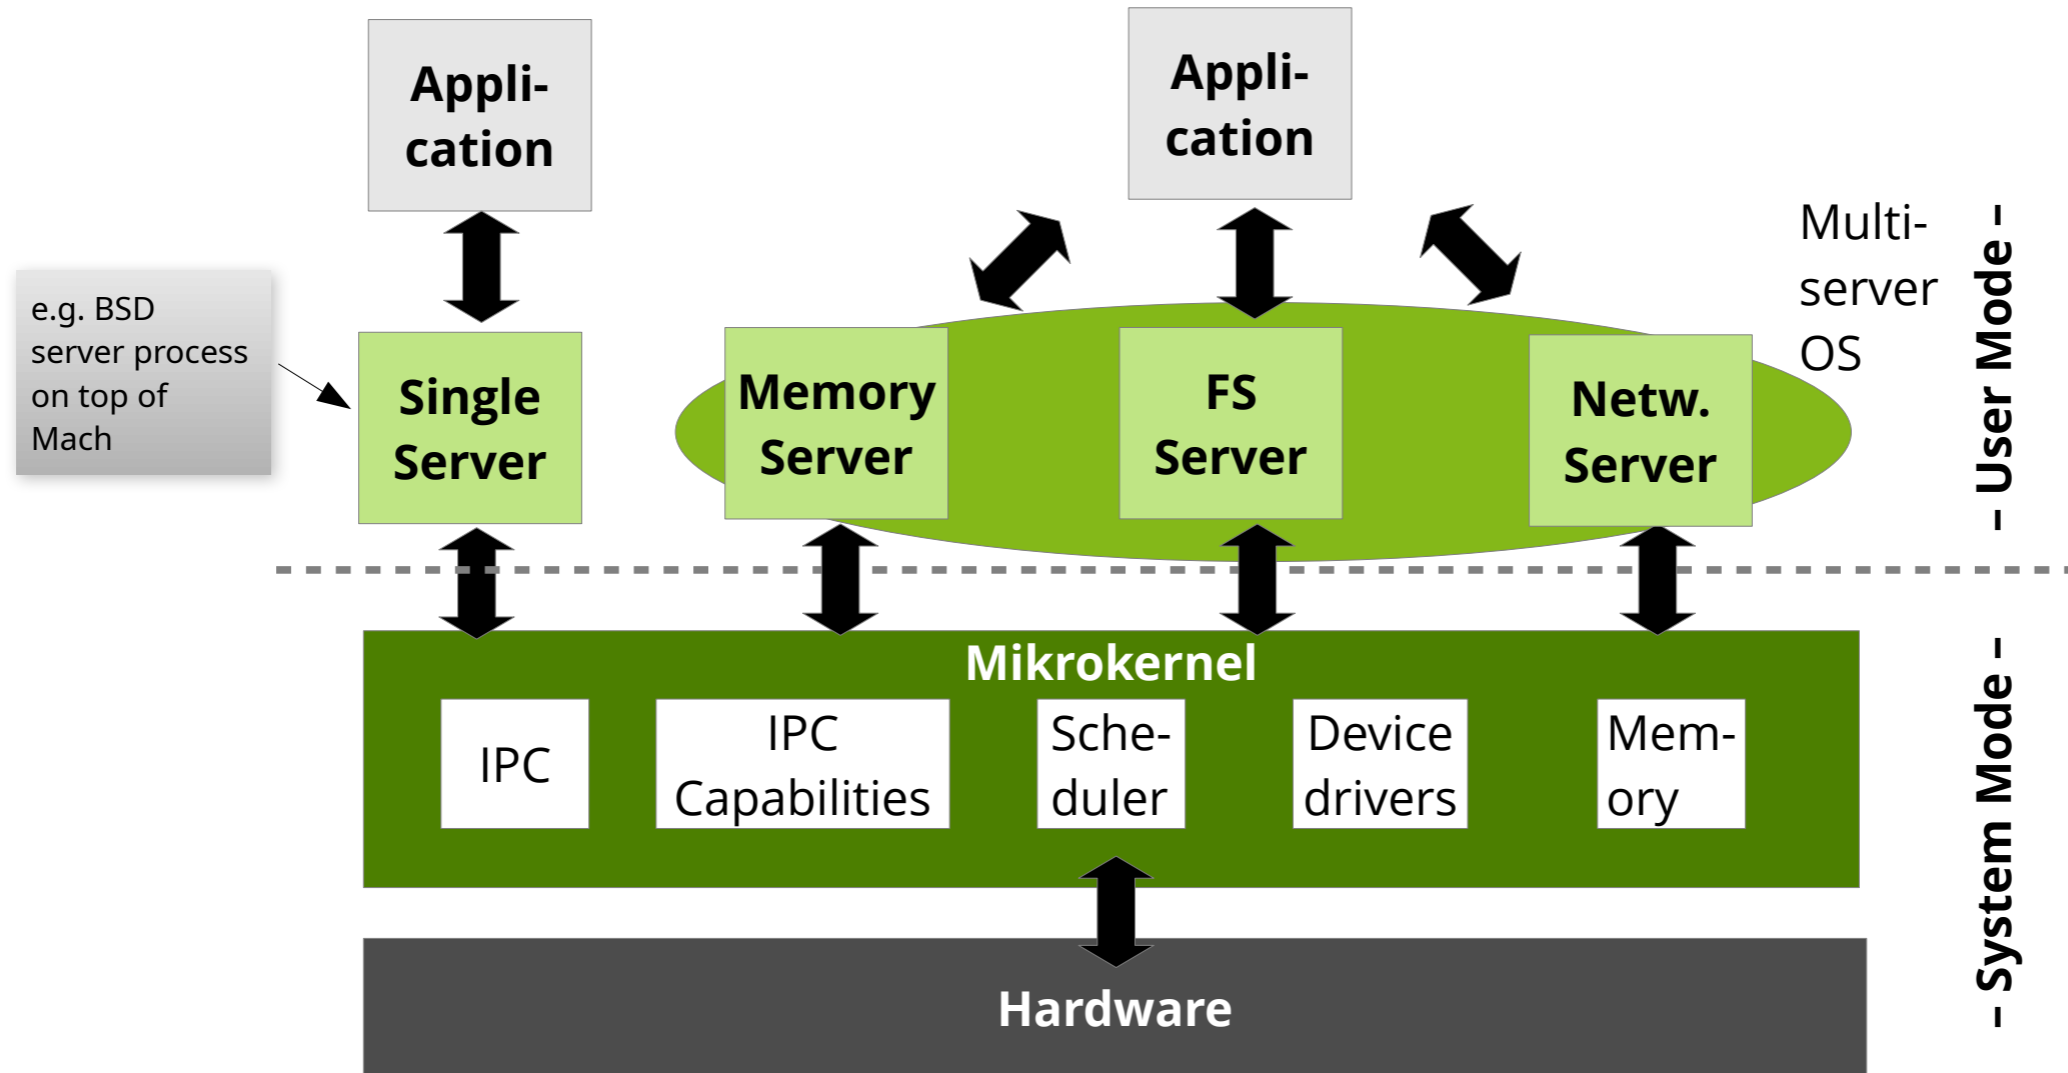 Appli-
cation
Appli-
cation
Multi-
server
OS
– User Mode –
e.g. BSD
server process
on top of
Mach
Single
Server
Memory
Server
FS
Server
Netw.
Server
Mikrokernel
IPC
IPC
Capabilities
Sche-
duler
Device
drivers
Mem-
ory
– System Mode –
Hardware